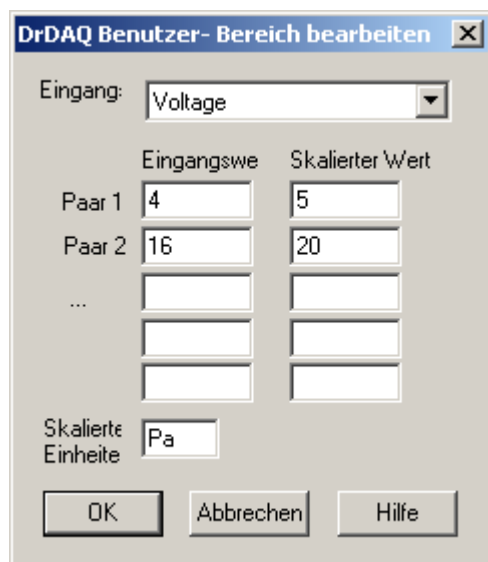 DrDAQ Benutzer- Bereich bearbeiten
Eingang: Voltage
Eingangswe Skalierter Wert
Paar 1 4 5
Paar 2 16 20
...
Skalierte
Einheite Pa
OK Abbrechen Hilfe